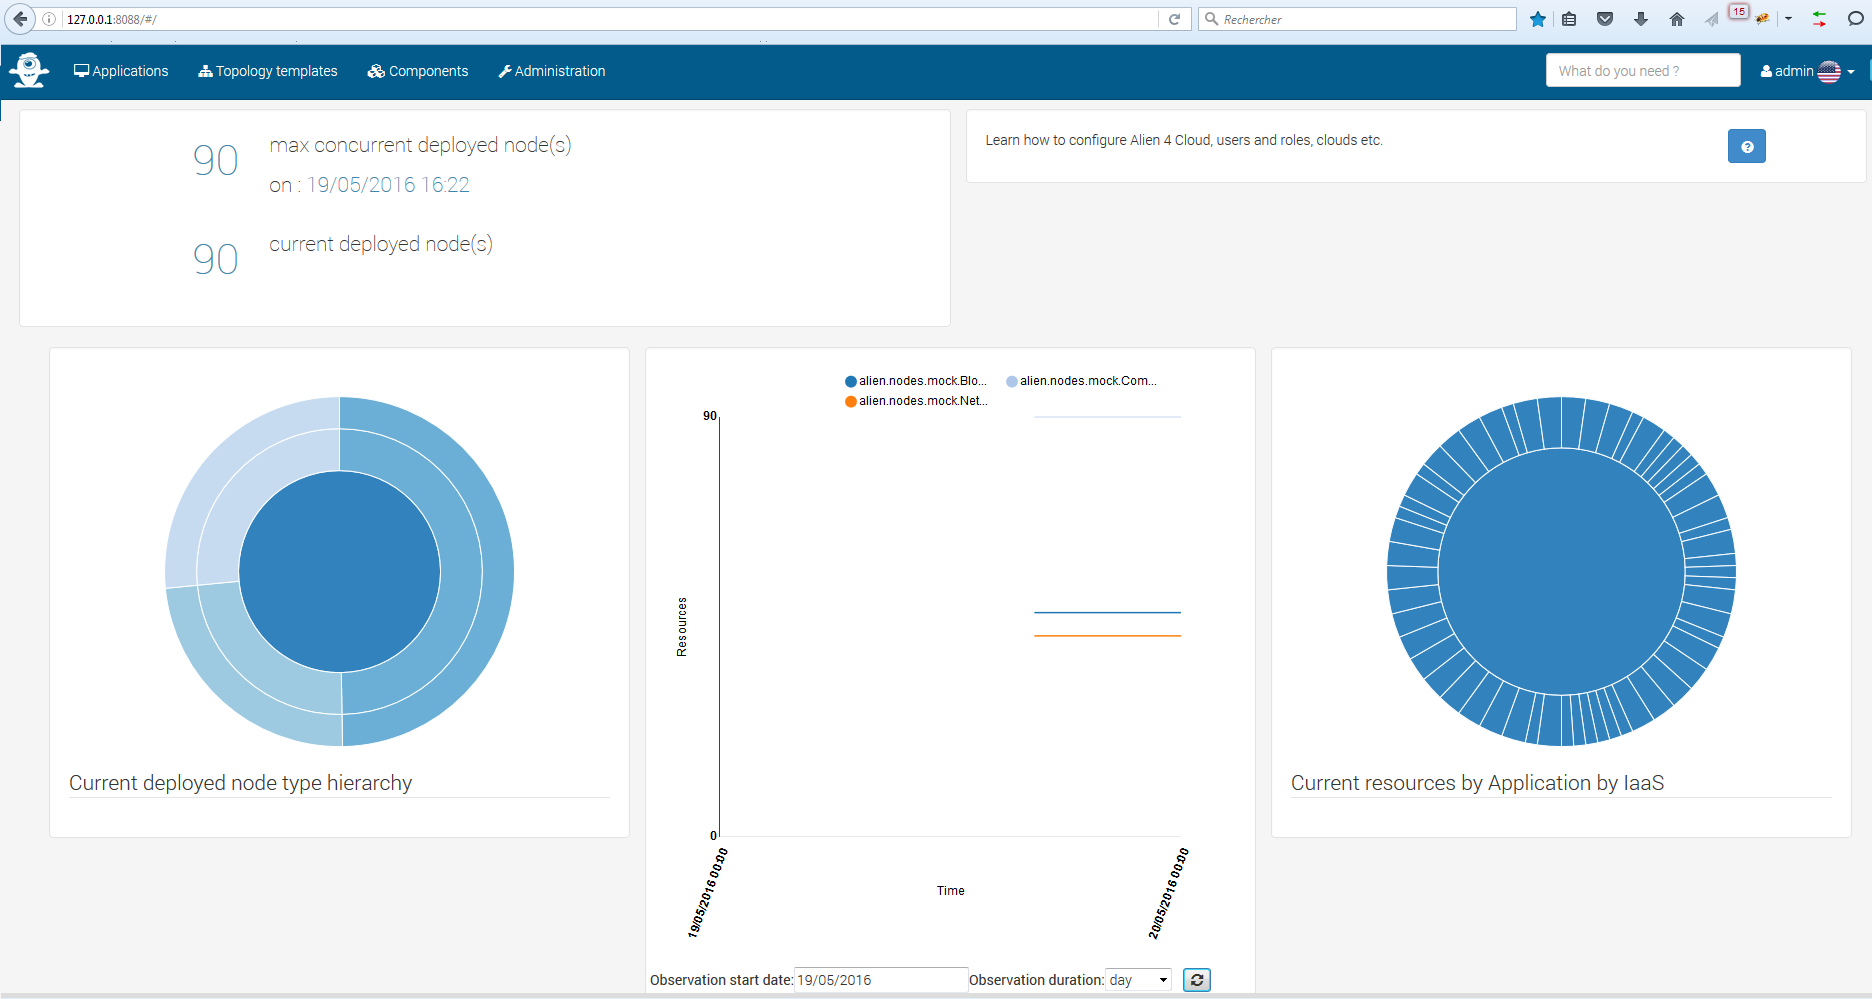 127.0.0.1:8088/#/
Rechercher
15
Applications
Topology templates
Components
Administration
What do you need ?
admin
90
max concurrent deployed node(s)
on : 19/05/2016 16:22
90
current deployed node(s)
Learn how to configure Alien 4 Cloud, users and roles, clouds etc.
Current deployed node type hierarchy
alien.nodes.mock.Blo...
alien.nodes.mock.Com...
alien.nodes.mock.Net...
90
Resources
0
19/05/2016 00:00
Time
20/05/2016 00:00
Observation start date: 19/05/2016 Observation duration: day
Current resources by Application by IaaS